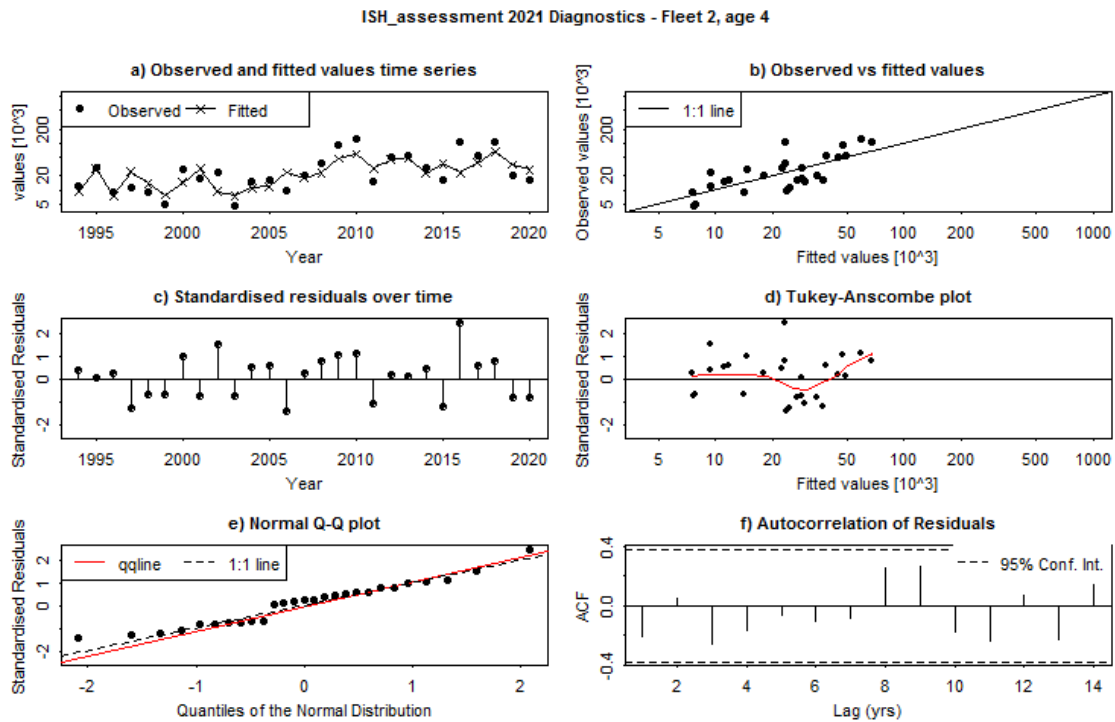 ISH_assessment 2021 Diagnostics - Fleet 2, age 4
a) Observed and fitted values time series
values [10^3]
200
20
5
Observed
Fitted
1995 2000 2005 2010 2015 2020
Year
b) Observed vs fitted values
Observed values [10^3]
200
20
5
1:1 line
5 10 20 50 100 200 500 1000
Fitted values [10^3]
c) Standardised residuals over time
Standardised Residuals
2
0
-2
1995 2000 2005 2010 2015 2020
Year
d) Tukey-Anscombe plot
Standardised Residuals
2
0
-2
5 10 20 50 100 200 500 1000
Fitted values [10^3]
e) Normal Q-Q plot
Standardised Residuals
2
0
-2
qqline
1:1 line
-2 -1 0 1 2
Quantiles of the Normal Distribution
f) Autocorrelation of Residuals
ACF
0.4
0.0
-0.4
95% Conf. Int.
2 4 6 8 10 12 14
Lag (yrs)